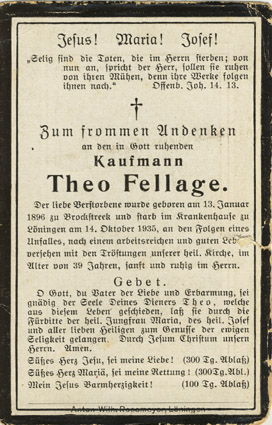 Jesus! Maria! Josef!
„Selig sind die Toten, die im Herrn sterben; von
nun an, spricht der Herr, sollen sie ruhen
von ihren Mühen, denn ihre Werke folgen
ihnen nach.“ Offenb. Joh. 14. 13.
Zum frommen Andenken
an den in Gott ruhenden
Kaufmann
Theo Fellage.
Der liebe Verstorbene wurde geboren am 13. Januar
1896 zu Brockstreek und starb im Krankenhause zu
Löningen am 14. Oktober 1935, an den Folgen eines
Unfalles, nach einem arbeitsreichen und guten Leben
versehen mit den Tröstungen unserer heil. Kirche, im
Alter von 39 Jahren, sanft und ruhig im Herrn.
Gebet.
O Gott, du Vater der Liebe und Erbarmung, sei
gnädig der Seele Deines Dieners Theo, welche
aus diesem Leben geschieden, laß sie durch die
Fürbitte der heil. Jungfrau Maria, des heil. Josef
und aller lieben Heiligen zum Genusse der ewigen
Seligkeit gelangen. Durch Jesum Christum unsern
Herrn. Amen.
Süßes Herz Jesu, sei meine Liebe! (300 Tg. Ablaß)
Süßes Herz Mariä, sei meine Rettung! (300 Tg. Abl.)
Mein Jesus Barmherzigkeit! (100 Tg. Ablaß)
Anton Wilh. Löningen